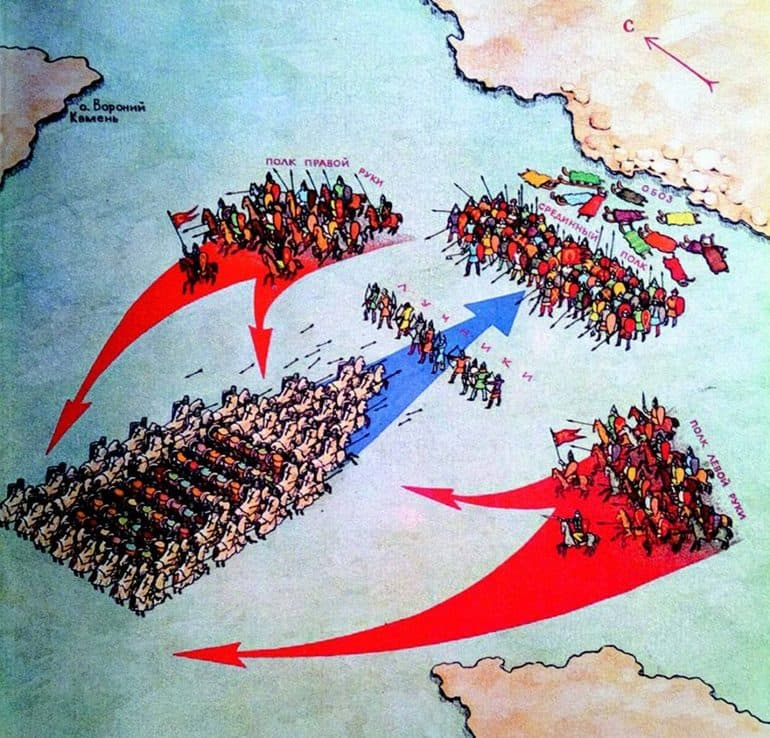 С
о. Вороний
Камень
ПОЛК ПРАВОЙ РУКИ
ОБОЗ
СРЕДИННЫЙ ПОЛК
ЛУЧНИКИ
ПОЛК ЛЕВОЙ РУКИ